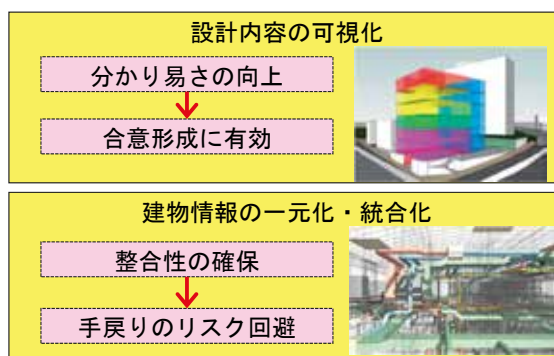 設計内容の可視化
分かり易さの向上
合意形成に有効
建物情報の一元化・統合化
整合性の確保
手戻りのリスク回避